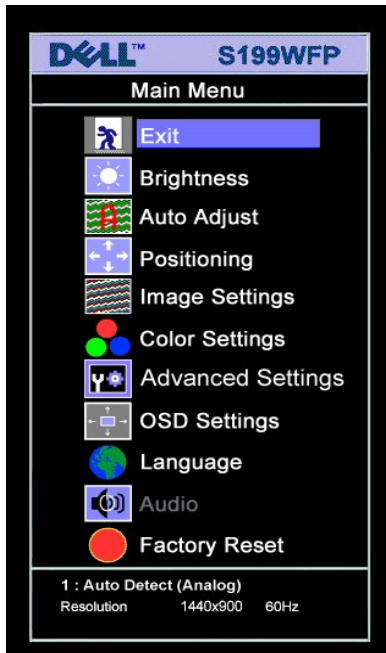 DELL™ S199WFP
Main Menu
Exit
Brightness
Auto Adjust
Positioning
Image Settings
Color Settings
Advanced Settings
OSD Settings
Language
Audio
Factory Reset
1 : Auto Detect (Analog)
Resolution 1440x900 60Hz